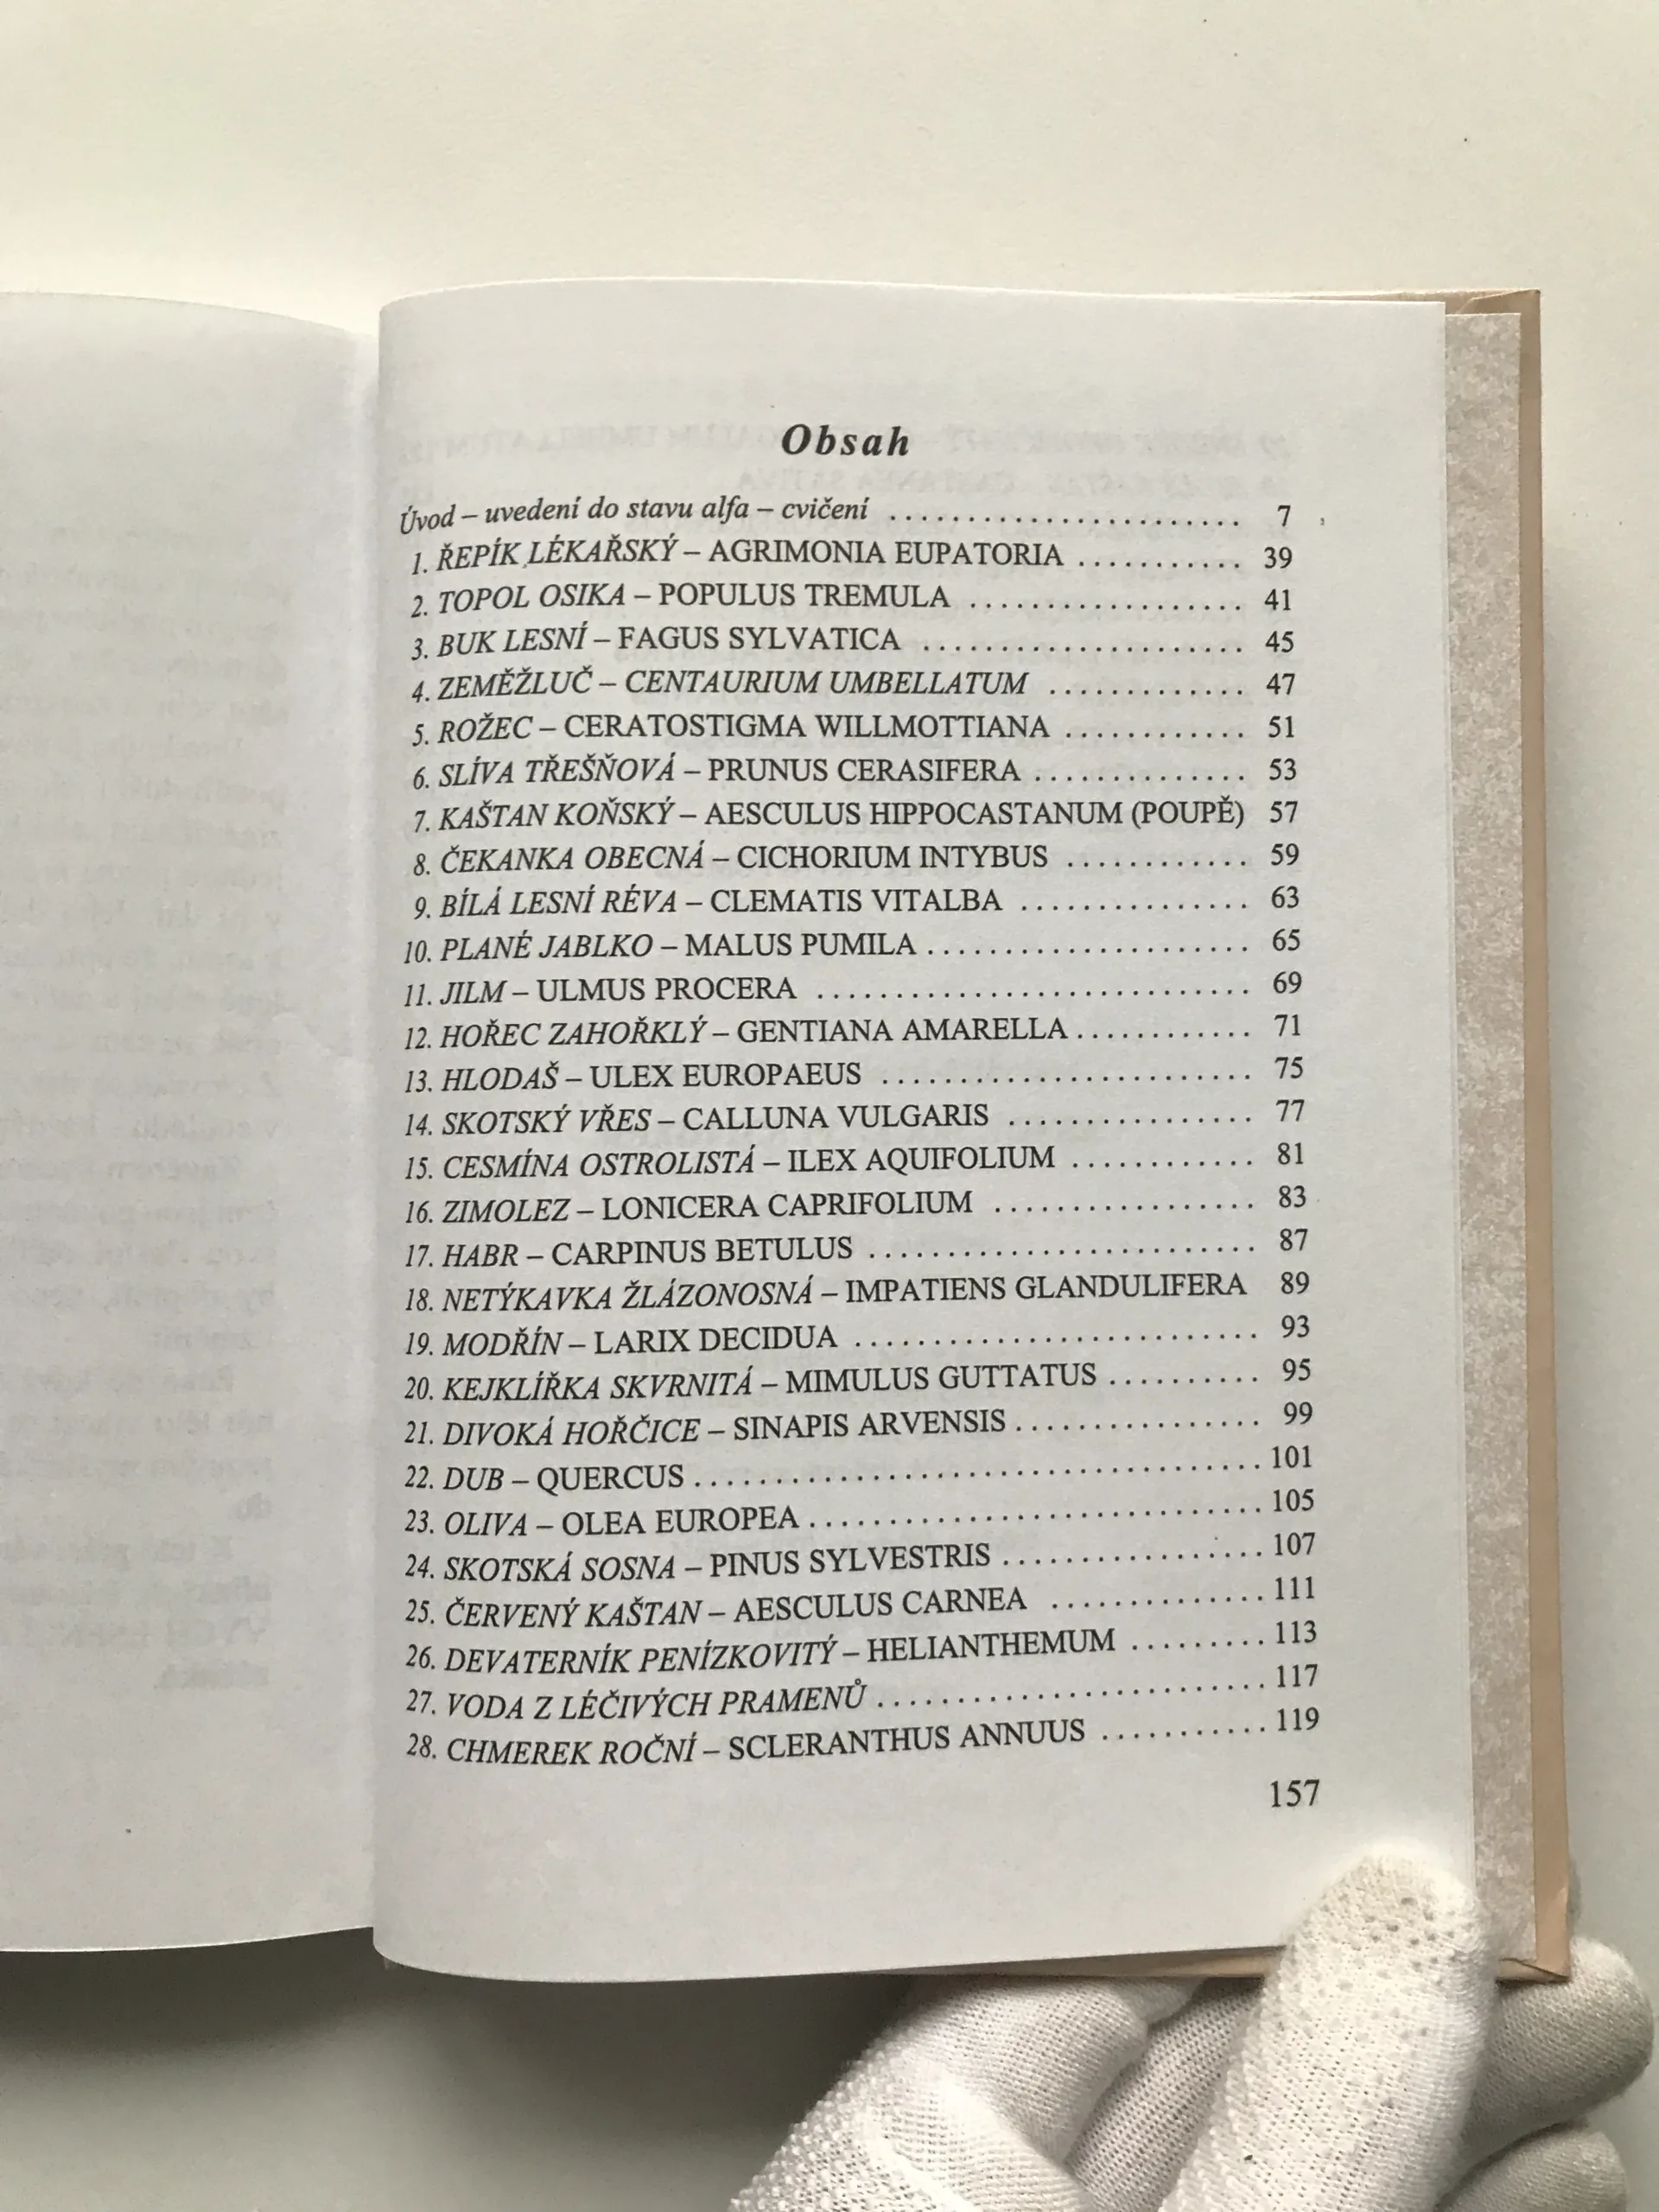 Obsah
Úvod – uvedení do stavu alfa – cvičení ........................ 7
1. ŘEPÍK LÉKAŘSKÝ – AGRIMONIA EUPATORIA ........... 39
2. TOPOL OSIKA – POPULUS TREMULA .................. 41
3. BUK LESNÍ – FAGUS SYLVATICA ...................... 45
4. ZEMĚŽLUČ – CENTAURIUM UMBELLATUM ............. 47
5. ROŽEC – CERATOSTIGMA WILLMOTTIANA ............ 51
6. SLÍVA TŘEŠŇOVÁ – PRUNUS CERASIFERA .............. 53
7. KAŠTAN KOŇSKÝ – AESCULUS HIPPOCASTANUM (POUPĚ) 57
8. ČEKANKA OBECNÁ – CICHORIUM INTYBUS ............ 59
9. BÍLÁ LESNÍ RÉVA – CLEMATIS VITALBA ............... 63
10. PLANÉ JABLKO – MALUS PUMILA ..................... 65
11. JILM – ULMUS PROCERA ............................ 69
12. HOŘEC ZAHOŘKLÝ – GENTIANA AMARELLA ............ 71
13. HLODAŠ – ULEX EUROPAEUS ........................ 75
14. SKOTSKÝ VŘES – CALLUNA VULGARIS ................ 77
15. CESMÍNA OSTROLISTÁ – ILEX AQUIFOLIUM ............ 81
16. ZIMOLEZ – LONICERA CAPRIFOLIUM ................. 83
17. HABR – CARPINUS BETULUS ......................... 87
18. NETÝKAVKA ŽLÁZONOSNÁ – IMPATIENS GLANDULIFERA 89
19. MODŘÍN – LARIX DECIDUA .......................... 93
20. KEJKLÍŘKA SKVRNITÁ – MIMULUS GUTTATUS .......... 95
21. DIVOKÁ HOŘČICE – SINAPIS ARVENSIS ................ 99
22. DUB – QUERCUS ..................................... 101
23. OLIVA – OLEA EUROPEA ............................. 105
24. SKOTSKÁ SOSNA – PINUS SYLVESTRIS ................. 107
25. ČERVENÝ KAŠTAN – AESCULUS CARNEA .............. 111
26. DEVATERNÍK PENÍZKOVITÝ – HELIANTHEMUM ......... 113
27. VODA Z LÉČIVÝCH PRAMENŮ ......................... 117
28. CHMEREK ROČNÍ – SCLERANTHUS ANNUUS ........... 119
157